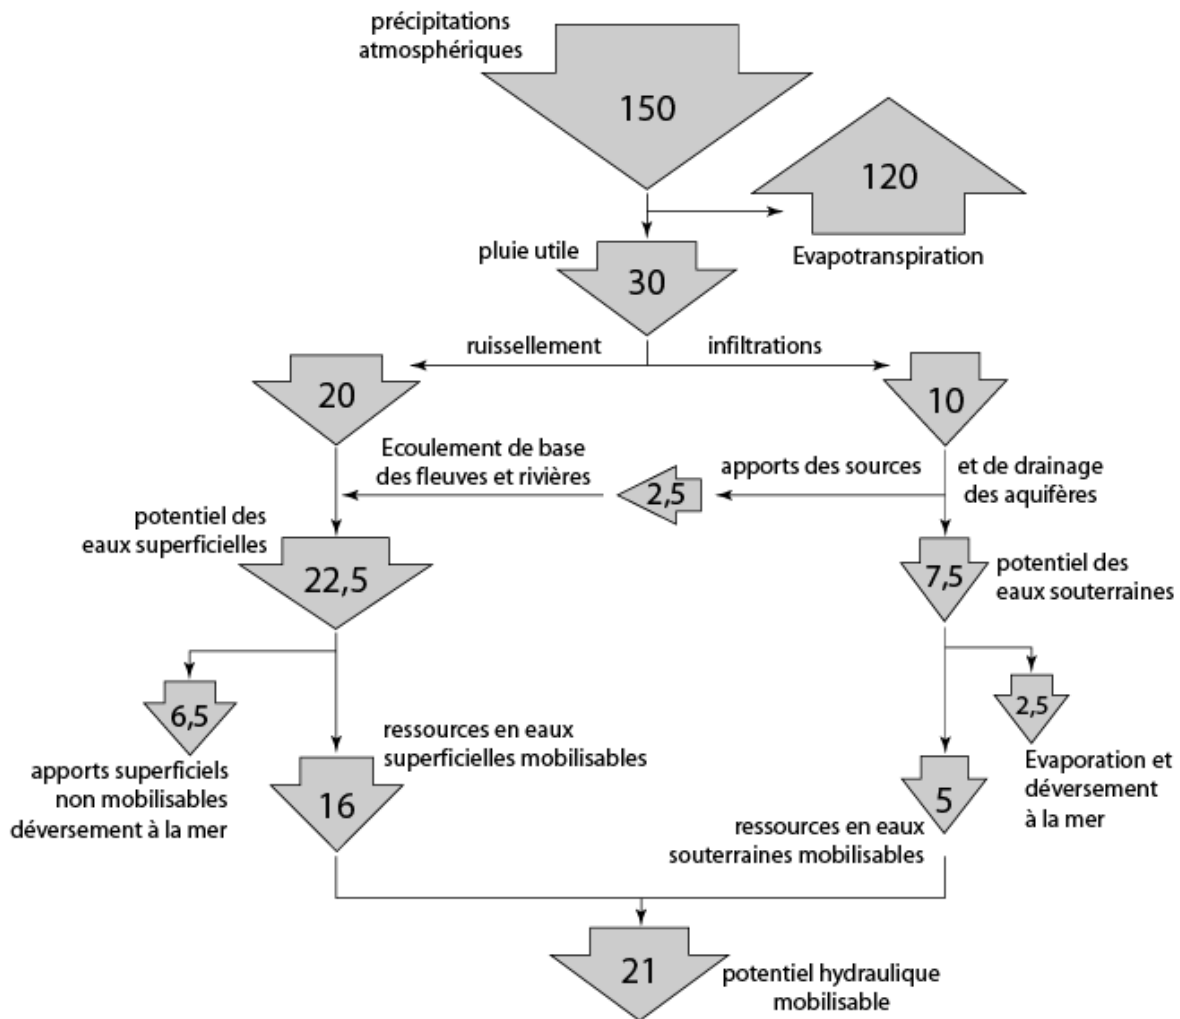 précipitations
atmosphériques
150
120
Evapotranspiration
pluie utile
30
ruissellement
infiltrations
20
10
Ecoulement de base
des fleuves et rivières
2,5
apports des sources
et de drainage
des aquifères
potentiel des
eaux superficielles
22,5
7,5
potentiel des
eaux souterraines
6,5
apports superficiels
non mobilisables
déversement à la mer
ressources en eaux
superficielles mobilisables
16
2,5
Evaporation et
déversement
à la mer
5
ressources en eaux
souterraines mobilisables
21
potentiel hydraulique
mobilisable